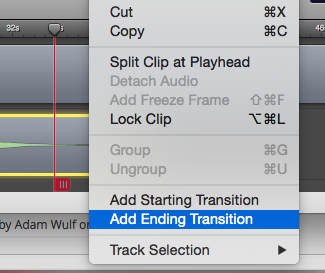 Cut ⌘X
32s
Copy ⌘C
48s
Split Clip at Playhead
Detach Audio
Add Freeze Frame ⇧⌘F
Lock Clip ⌥⌘L
Group ⌘G
Ungroup ⌘U
Add Starting Transition
by Adam Wulf or
Add Ending Transition
Track Selection ▶